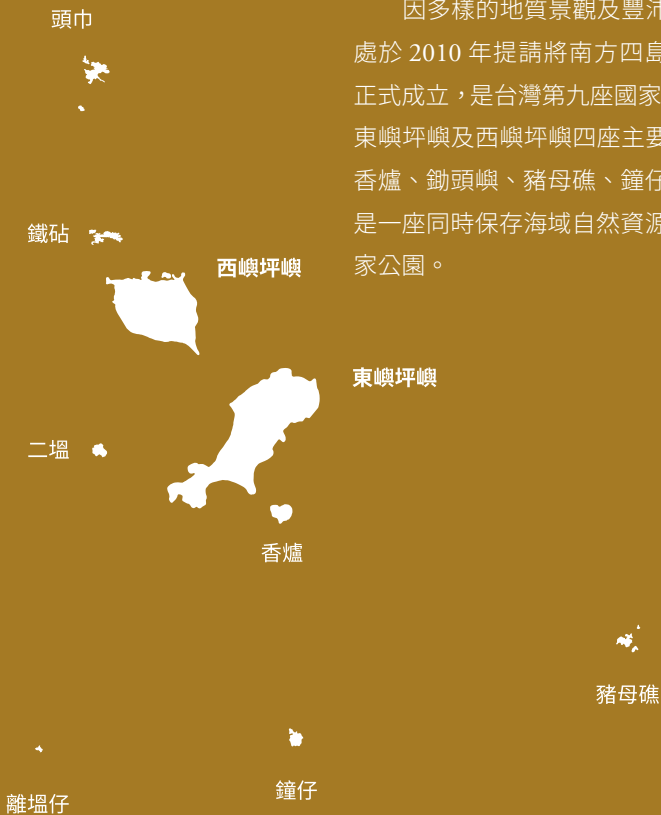 頭巾
因多樣的地質景觀及豐沛
處於 2010 年提請將南方四島
正式成立，是台灣第九座國家
東嶼坪嶼及西嶼坪嶼四座主要
香爐、鋤頭嶼、豬母礁、鐘仔
是一座同時保存海域自然資源
家公園。
鐵砧
西嶼坪嶼
東嶼坪嶼
二塭
香爐
豬母礁
鐘仔
離塭仔